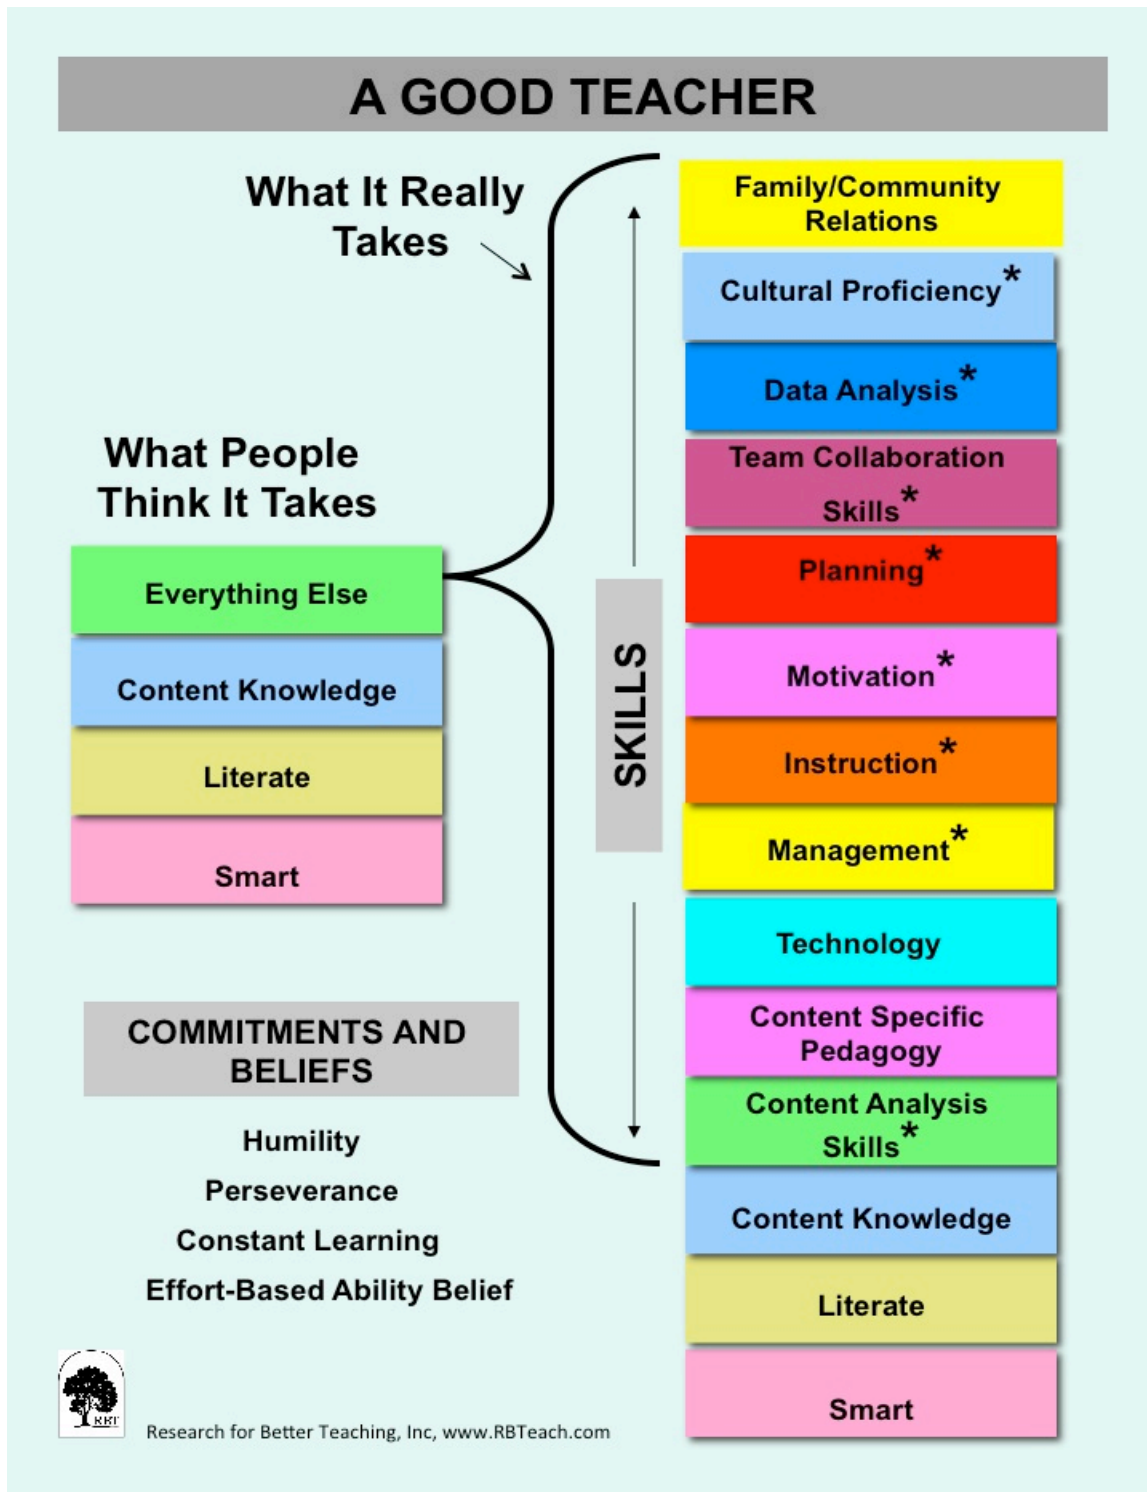 A GOOD TEACHER
What It Really
Takes
What People
Think It Takes
Everything Else
Content Knowledge
Literate
Smart
COMMITMENTS AND
BELIEFS
Humility
Perseverance
Constant Learning
Effort-Based Ability Belief
SKILLS
Family/Community
Relations
Cultural Proficiency*
Data Analysis*
Team Collaboration
Skills*
Planning*
Motivation*
Instruction*
Management*
Technology
Content Specific
Pedagogy
Content Analysis
Skills*
Content Knowledge
Literate
Smart
RBT
Research for Better Teaching, Inc, www.RBTeach.com